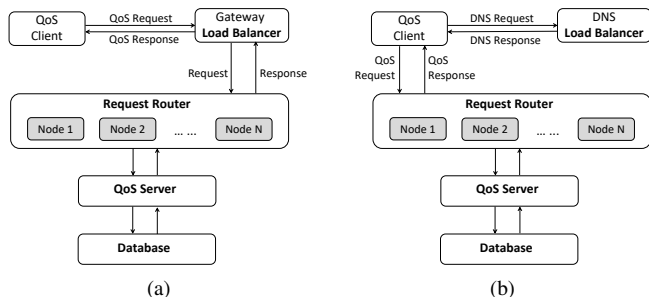 QoS
Client
QoS Request
QoS Response
Gateway
Load Balancer
Request
Response
Request Router
Node 1
Node 2
... ...
Node N
QoS Server
Database
(a)
QoS
Client
DNS Request
DNS Response
DNS
Load Balancer
QoS
Request
QoS
Response
Request Router
Node 1
Node 2
... ...
Node N
QoS Server
Database
(b)